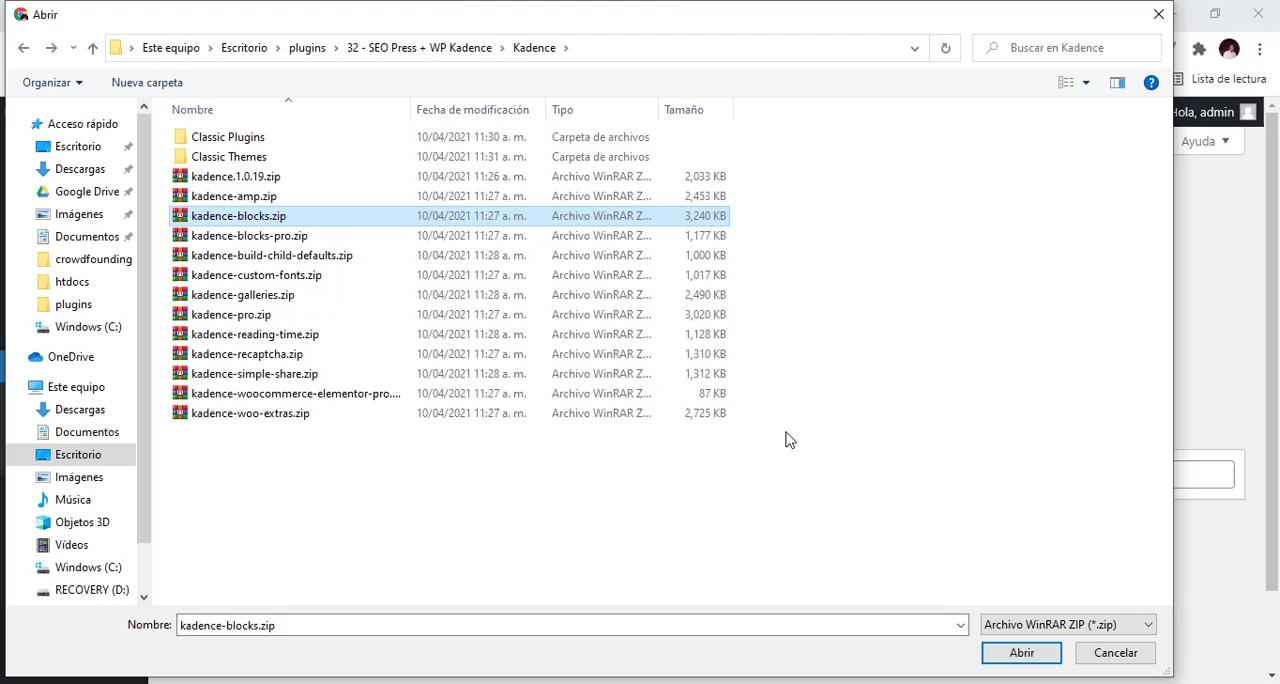 Abrir
Este equipo > Escritorio > plugins > 32 - SEO Press + WP Kadence > Kadence >
Buscar en Kadence
Organizar
Nueva carpeta
Lista de lectura
Hola, admin
Ayuda
Nombre
Fecha de modificación
Tipo
Tamaño
Acceso rápido
Escritorio
Descargas
Google Drive
Imágenes
Documentos
crowdfounding
htdocs
plugins
Windows (C:)
OneDrive
Este equipo
Descargas
Documentos
Escritorio
Imágenes
Música
Objetos 3D
Vídeos
Windows (C:)
RECOVERY (D:)
Classic Plugins 10/04/2021 11:30 a. m. Carpeta de archivos
Classic Themes 10/04/2021 11:31 a. m. Carpeta de archivos
kadence.1.0.19.zip 10/04/2021 11:26 a. m. Archivo WinRAR Z... 2,033 KB
kadence-amp.zip 10/04/2021 11:27 a. m. Archivo WinRAR Z... 2,453 KB
kadence-blocks.zip 10/04/2021 11:27 a. m. Archivo WinRAR Z... 3,240 KB
kadence-blocks-pro.zip 10/04/2021 11:27 a. m. Archivo WinRAR Z... 1,177 KB
kadence-build-child-defaults.zip 10/04/2021 11:28 a. m. Archivo WinRAR Z... 1,000 KB
kadence-custom-fonts.zip 10/04/2021 11:27 a. m. Archivo WinRAR Z... 1,017 KB
kadence-galleries.zip 10/04/2021 11:28 a. m. Archivo WinRAR Z... 2,490 KB
kadence-pro.zip 10/04/2021 11:27 a. m. Archivo WinRAR Z... 3,020 KB
kadence-reading-time.zip 10/04/2021 11:28 a. m. Archivo WinRAR Z... 1,128 KB
kadence-recaptcha.zip 10/04/2021 11:27 a. m. Archivo WinRAR Z... 1,310 KB
kadence-simple-share.zip 10/04/2021 11:28 a. m. Archivo WinRAR Z... 1,312 KB
kadence-woocommerce-elementor-pro.... 10/04/2021 11:27 a. m. Archivo WinRAR Z... 87 KB
kadence-woo-extras.zip 10/04/2021 11:27 a. m. Archivo WinRAR Z... 2,725 KB
Nombre: kadence-blocks.zip
Archivo WinRAR ZIP (*.zip)
Abrir
Cancelar